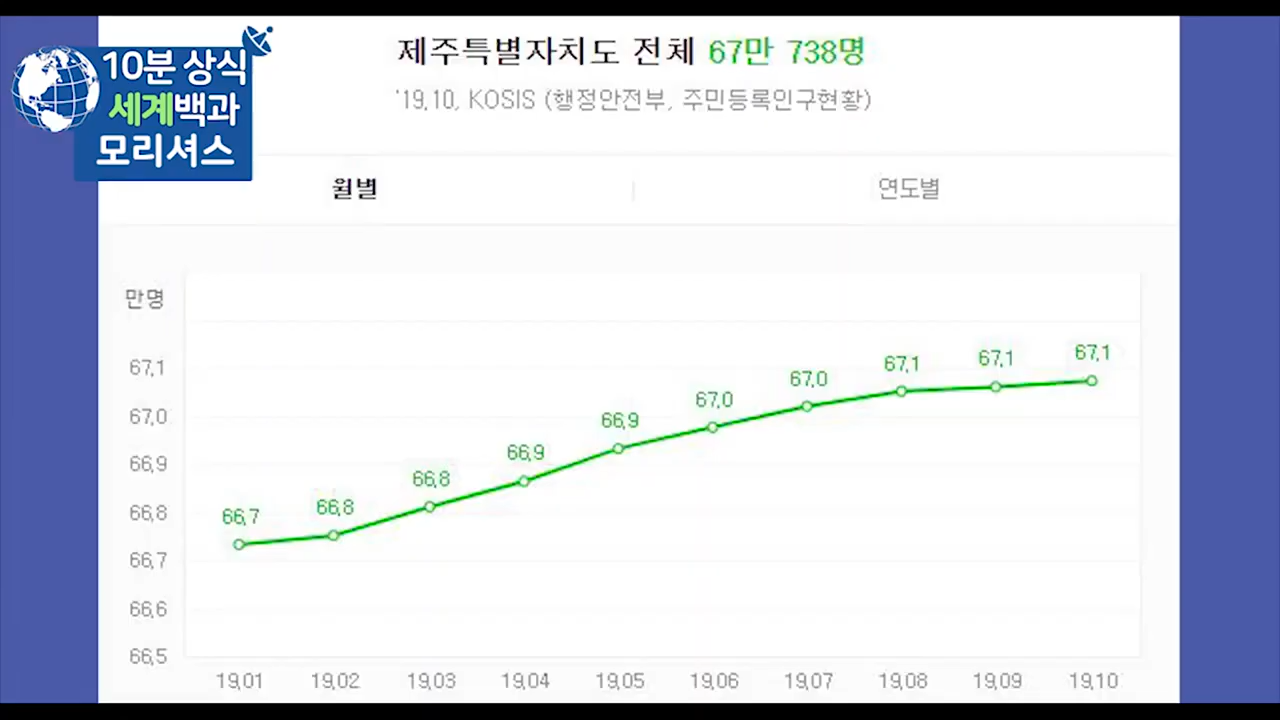 10분 상식
세계백과
모리셔스
제주특별자치도 전체 67만 738명
'19.10, KOSIS (행정안전부, 주민등록인구현황)
월별
연도별
만명
67.1
67.0
66.9
66.8
66.7
66.6
66.5
66.7
66.8
66.8
66.9
66.9
67.0
67.0
67.1
67.1
67.1
19.01 19.02 19.03 19.04 19.05 19.06 19.07 19.08 19.09 19.10